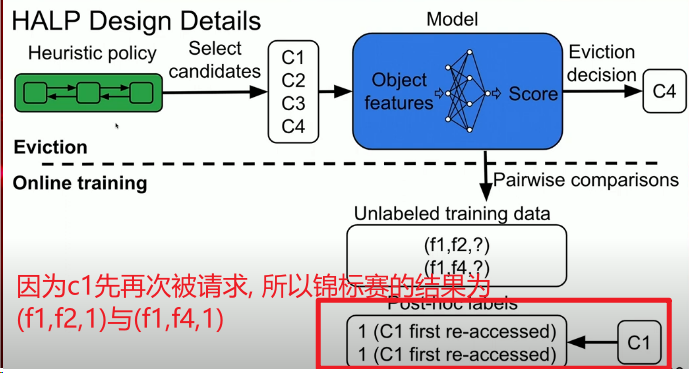 HALP Design Details
Model
Heuristic policy
Select
candidates
C1
C2
C3
C4
Object
features
Score
Eviction
decision
C4
Eviction
Online training
Pairwise comparisons
Unlabeled training data
(f1,f2,?)
(f1,f4,?)
因为c1先再次被请求, 所以锦标赛的结果为
(f1,f2,1)与(f1,f4,1)
Post-hoc labels
1 (C1 first re-accessed)
1 (C1 first re-accessed)
C1